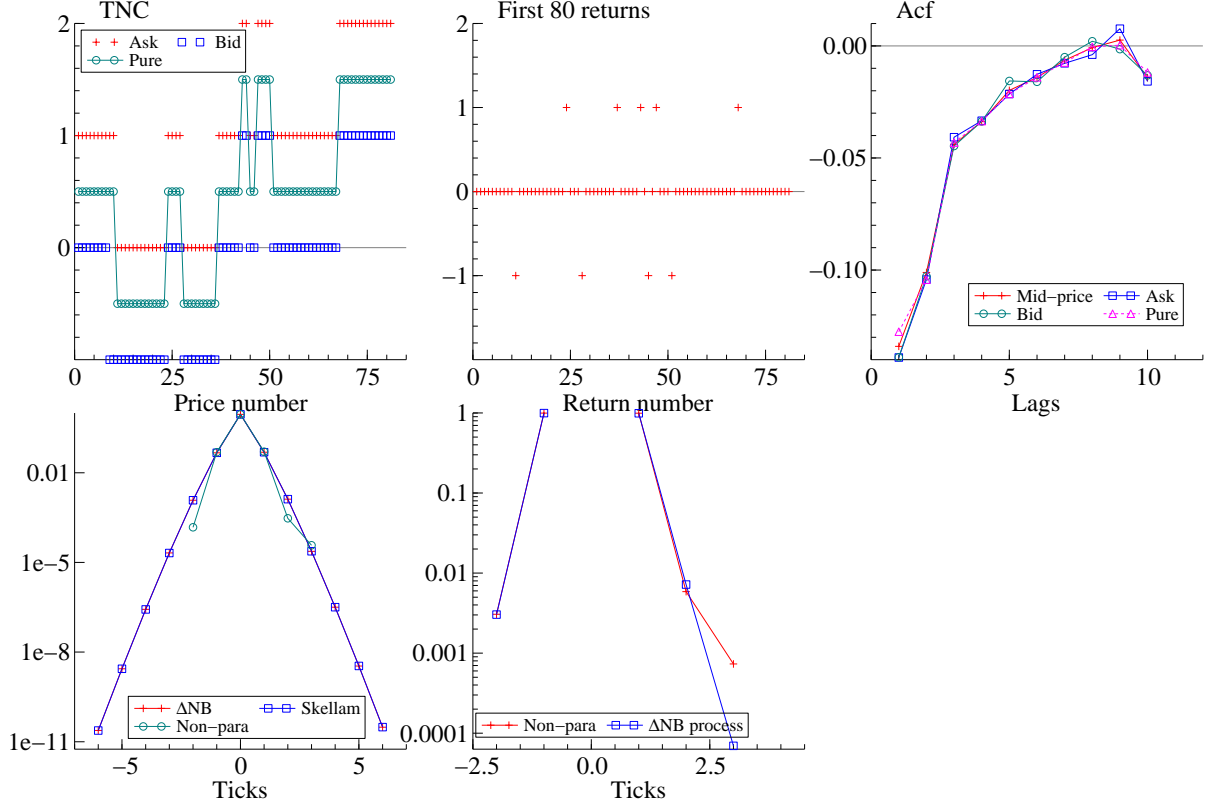 TNC
First 80 returns
Acf
2
Ask
Bid
Pure
1
0
0
25
50
75
Price number
2
1
0
−1
0
25
50
75
Return number
0.00
−0.05
−0.10
Mid−price
Ask
Bid
Pure
0
5
10
Lags
0.01
1e−5
1e−8
1e−11
ΔNB
Skellam
Non−para
−5
0
5
Ticks
1
0.1
0.01
0.001
0.0001
Non−para
ΔNB process
−2.5
0.0
2.5
Ticks